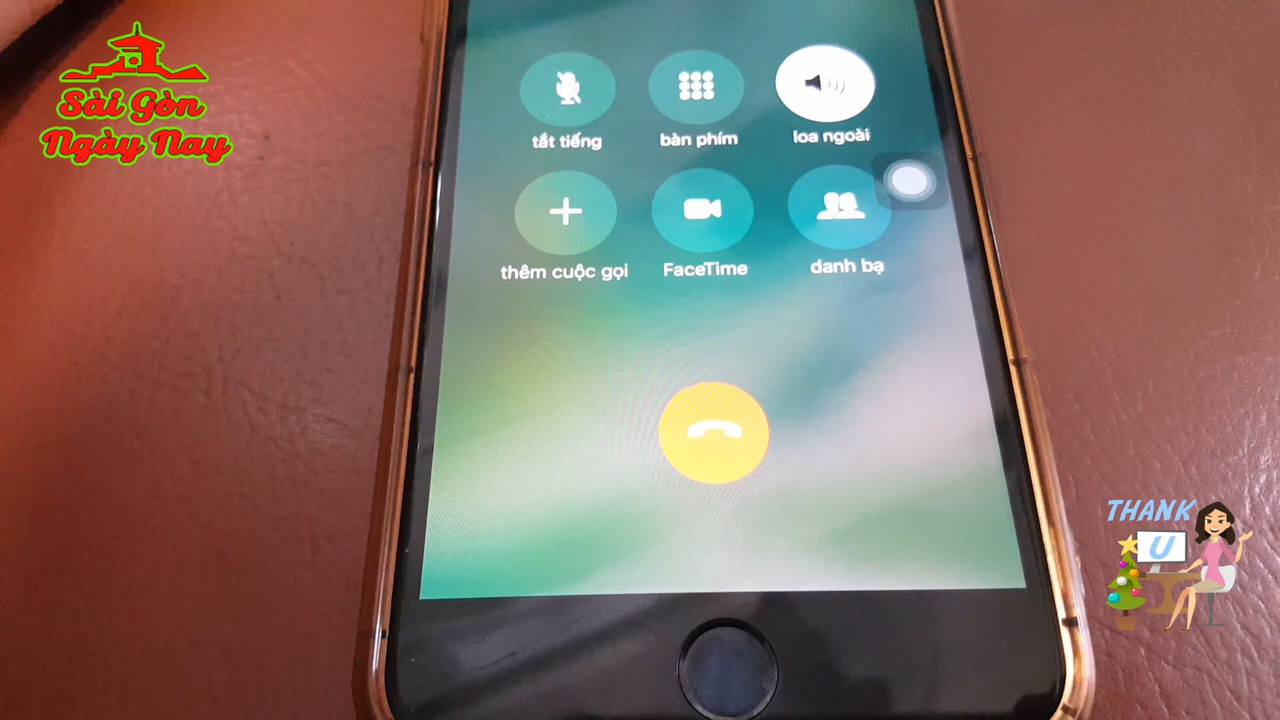 Sài Gòn
Ngày Nay
tắt tiếng
bàn phím
loa ngoài
thêm cuộc gọi
FaceTime
danh bạ
THANK
U